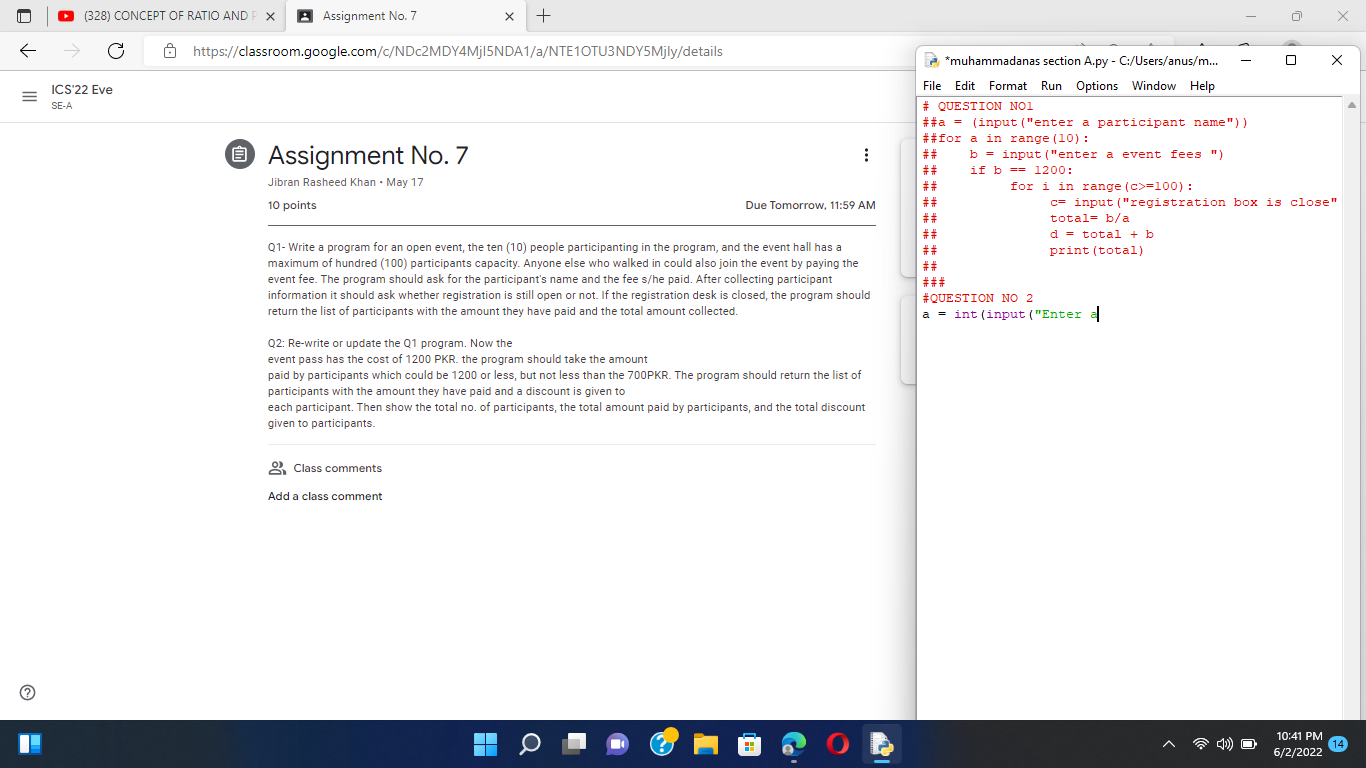 (328) CONCEPT OF RATIO AND P
Assignment No. 7
https://classroom.google.com/c/NDc2MDY4MjI5NDA1/a/NTE1OTU3NDY5MjIy/details
ICS'22 Eve
SE-A
Assignment No. 7
Jibran Rasheed Khan • May 17
10 points
Due Tomorrow, 11:59 AM
Q1- Write a program for an open event, the ten (10) people participanting in the program, and the event hall has a
maximum of hundred (100) participants capacity. Anyone else who walked in could also join the event by paying the
event fee. The program should ask for the participant's name and the fee s/he paid. After collecting participant
information it should ask whether registration is still open or not. If the registration desk is closed, the program should
return the list of participants with the amount they have paid and the total amount collected.
Q2: Re-write or update the Q1 program. Now the
event pass has the cost of 1200 PKR. the program should take the amount
paid by participants which could be 1200 or less, but not less than the 700PKR. The program should return the list of
participants with the amount they have paid and a discount is given to
each participant. Then show the total no. of participants, the total amount paid by participants, and the total discount
given to participants.
Class comments
Add a class comment
*muhammadanas section A.py - C:/Users/anus/m...
File Edit Format Run Options Window Help
# QUESTION NO1
##a = (input("enter a participant name"))
##for a in range(10):
##    b = input("enter a event fees ")
##    if b == 1200:
##         for i in range(c>=100):
##              c= input("registration box is close"
##              total= b/a
##              d = total + b
##              print(total)
##
###
#QUESTION NO 2
a = int(input("Enter a
10:41 PM
6/2/2022
14